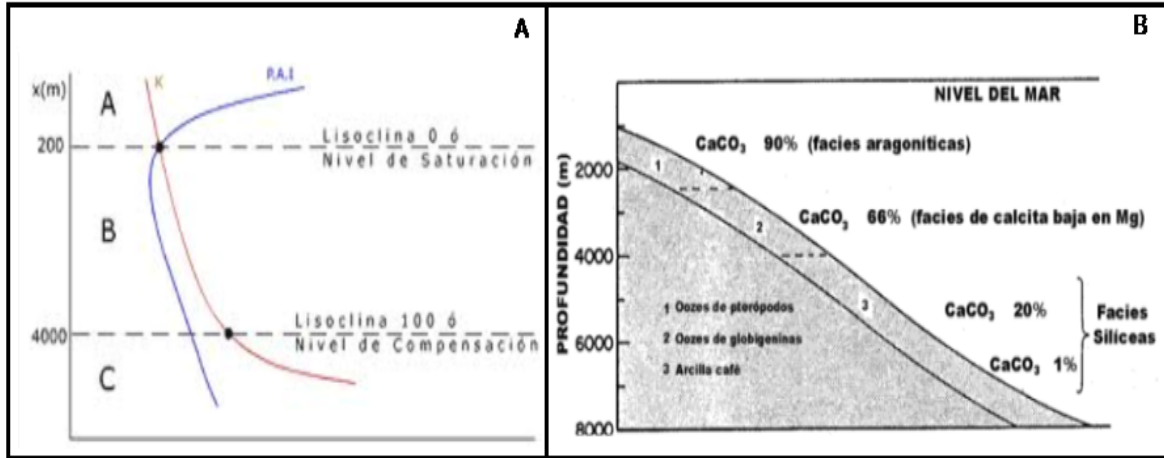 A
x(m)
K
P.A.I
A
200
Lisoclina 0 ó
Nivel de Saturación
B
4000
Lisoclina 100 ó
Nivel de Compensación
C
B
NIVEL DEL MAR
PROFUNDIDAD (m)
2000
4000
6000
8000
CaCO₃ 90% (facies aragoníticas)
1
1
CaCO₃ 66% (facies de calcita baja en Mg)
2
3
1 Oozes de pterópodos
2 Oozes de globigeninas
3 Arcilla café
CaCO₃ 20%
CaCO₃ 1%
Facies
Silíceas